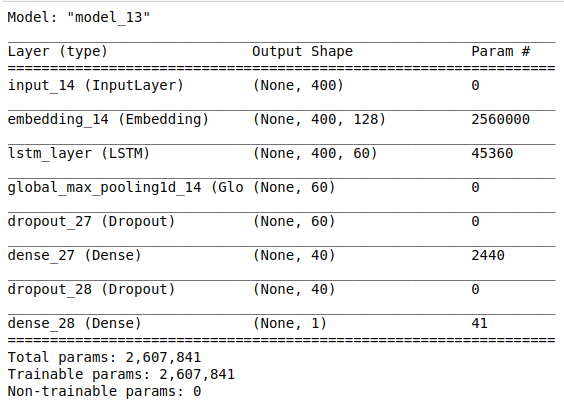 Model: "model_13"
Layer (type) Output Shape Param #
input_14 (InputLayer) (None, 400) 0
embedding_14 (Embedding) (None, 400, 128) 2560000
lstm_layer (LSTM) (None, 400, 60) 45360
global_max_pooling1d_14 (Glo (None, 60) 0
dropout_27 (Dropout) (None, 60) 0
dense_27 (Dense) (None, 40) 2440
dropout_28 (Dropout) (None, 40) 0
dense_28 (Dense) (None, 1) 41
Total params: 2,607,841
Trainable params: 2,607,841
Non-trainable params: 0